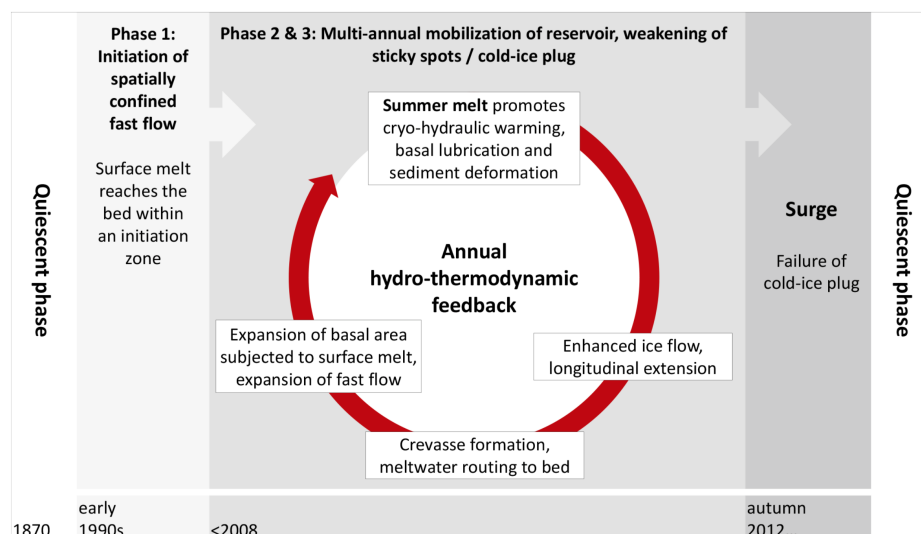 Quiescent phase
Phase 1:
Initiation of
spatially
confined
fast flow
Surface melt
reaches the
bed within
an initiation
zone
Phase 2 & 3: Multi-annual mobilization of reservoir, weakening of
sticky spots / cold-ice plug
Summer melt promotes
cryo-hydraulic warming,
basal lubrication and
sediment deformation
Annual
hydro-thermodynamic
feedback
Enhanced ice flow,
longitudinal extension
Crevasse formation,
meltwater routing to bed
Expansion of basal area
subjected to surface melt,
expansion of fast flow
Surge
Failure of
cold-ice plug
Quiescent phase
1870
early
1990s
<2008
autumn
2012